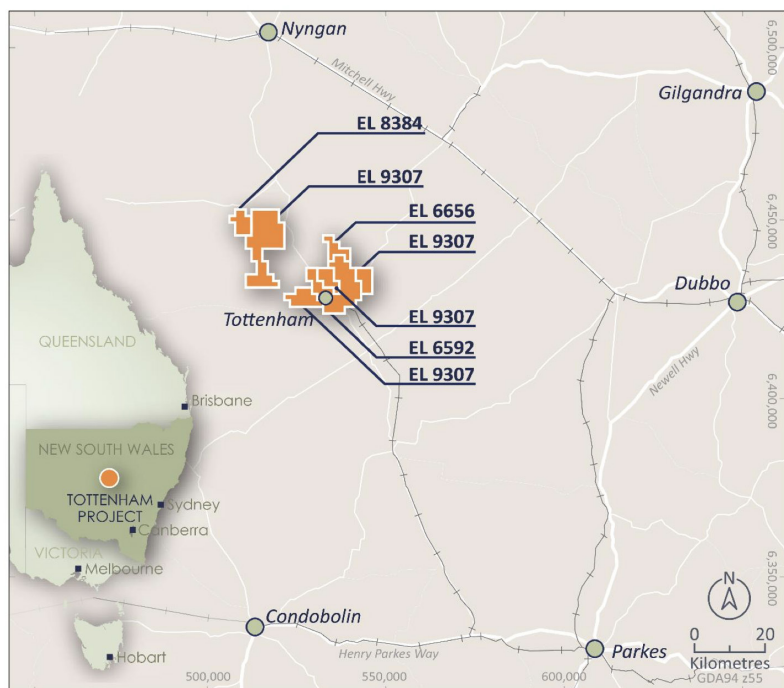 Nyngan
Mitchell Hwy
Gilgandra
6,500,000
EL 8384
EL 9307
EL 6656
EL 9307
6,450,000
Dubbo
Tottenham
EL 9307
EL 6592
EL 9307
Newell Hwy
6,400,000
QUEENSLAND
Brisbane
NEW SOUTH WALES
TOTTENHAM
PROJECT
Sydney
Canberra
VICTORIA
Melbourne
Hobart
6,350,000
Condobolin
Henry Parkes Way
Parkes
N
0 20
Kilometres
GDA94 z55
500,000
550,000
600,000